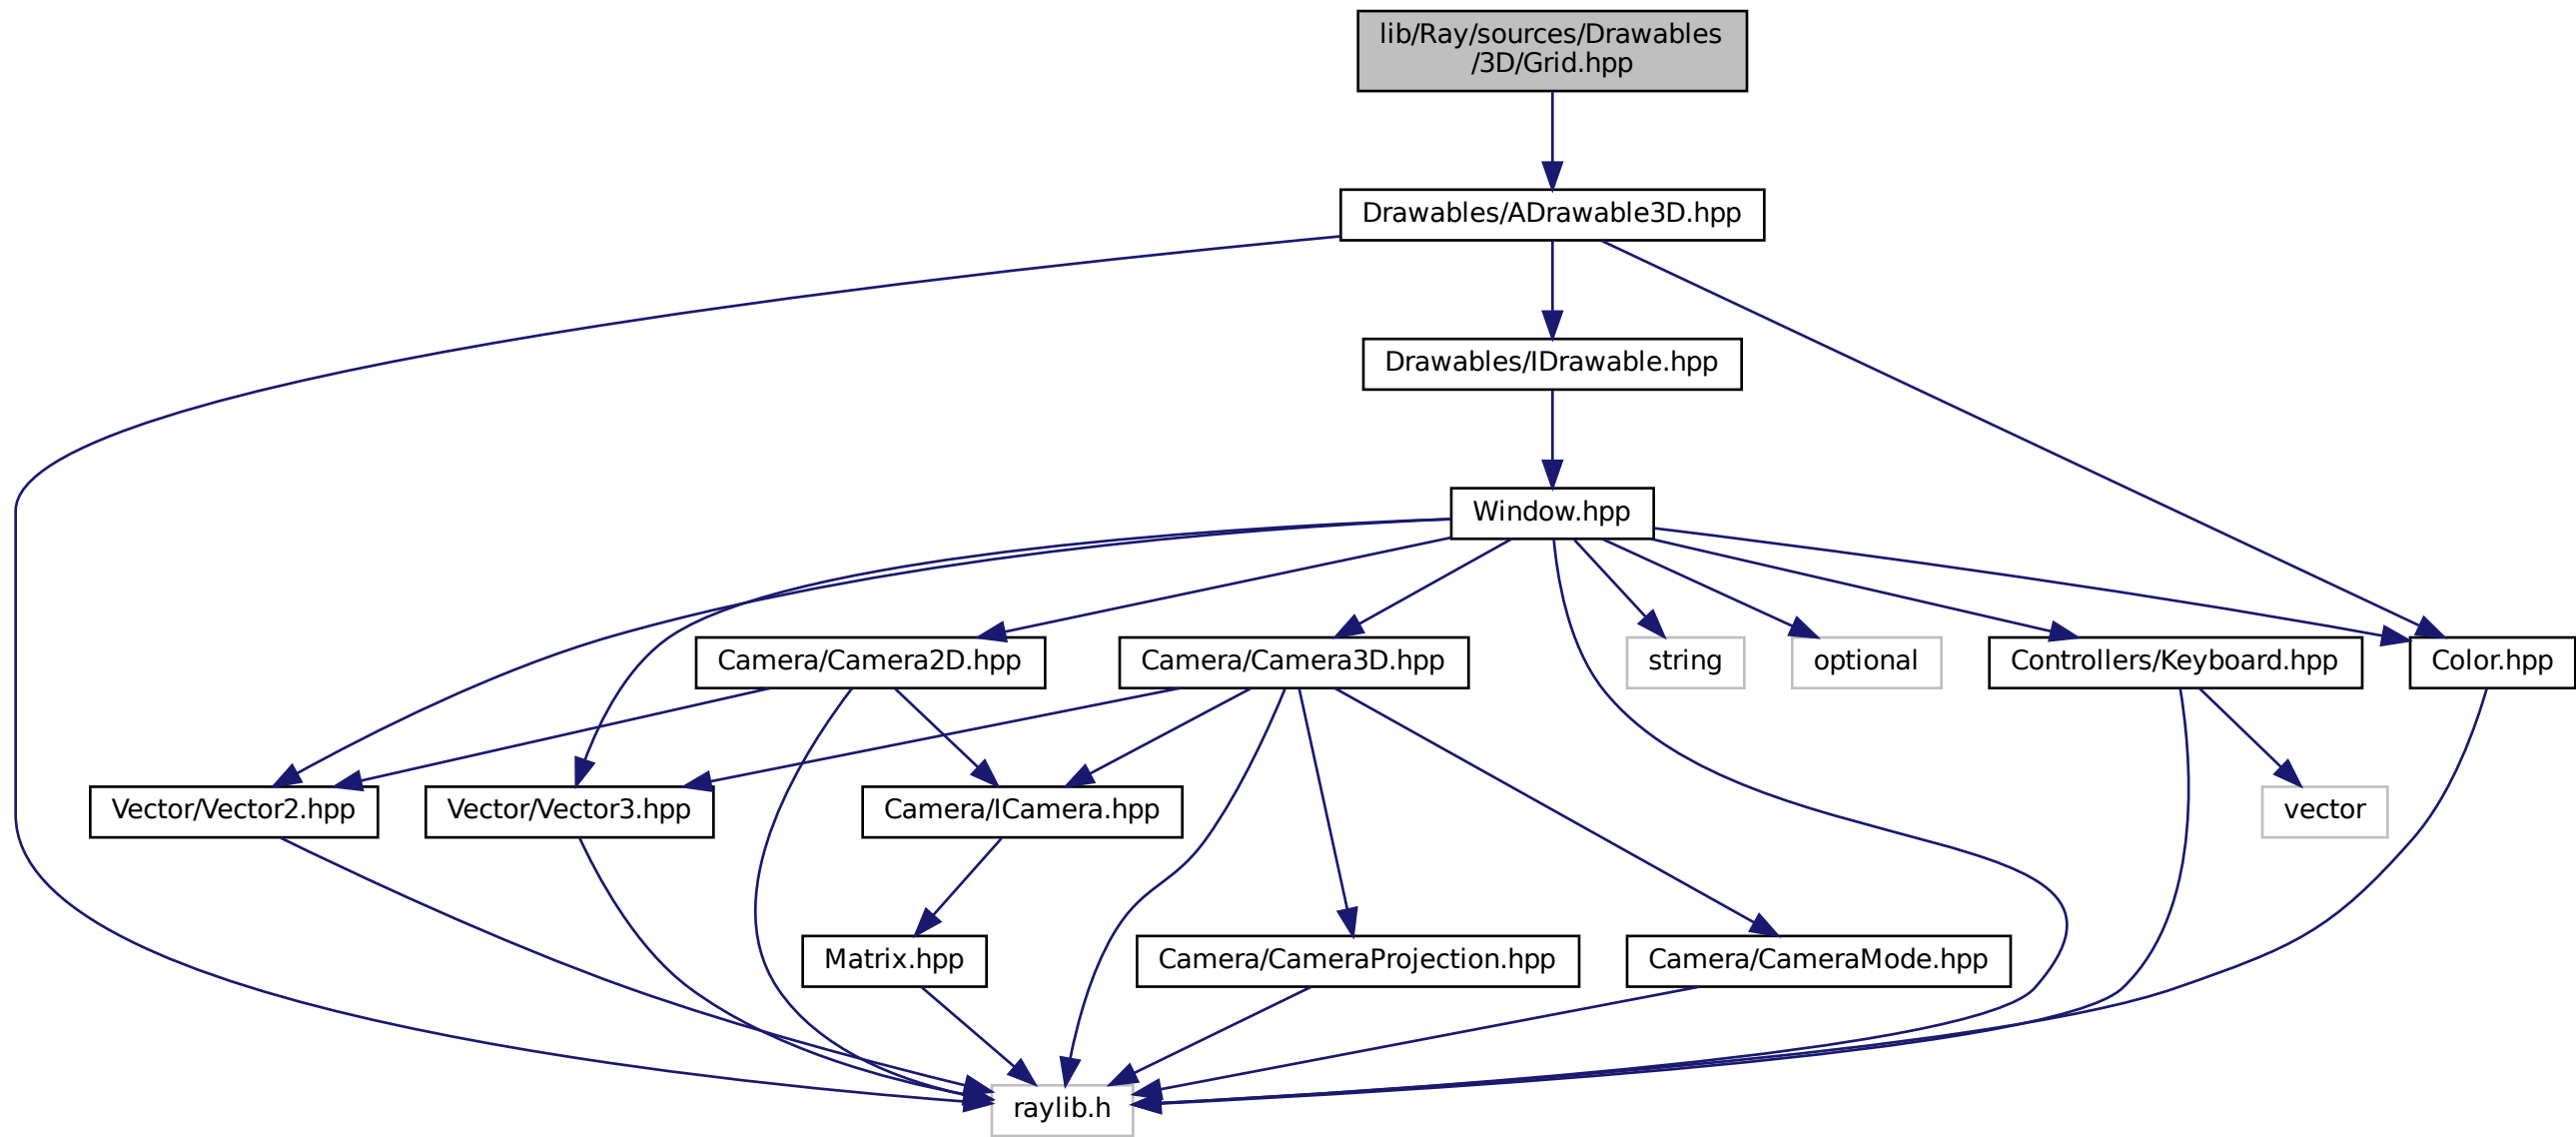 lib/Ray/sources/Drawables
/3D/Grid.hpp
Drawables/ADrawable3D.hpp
Drawables/IDrawable.hpp
Window.hpp
Camera/Camera2D.hpp
Camera/Camera3D.hpp
string
optional
Controllers/Keyboard.hpp
Color.hpp
Vector/Vector2.hpp
Vector/Vector3.hpp
Camera/ICamera.hpp
vector
Matrix.hpp
Camera/CameraProjection.hpp
Camera/CameraMode.hpp
raylib.h